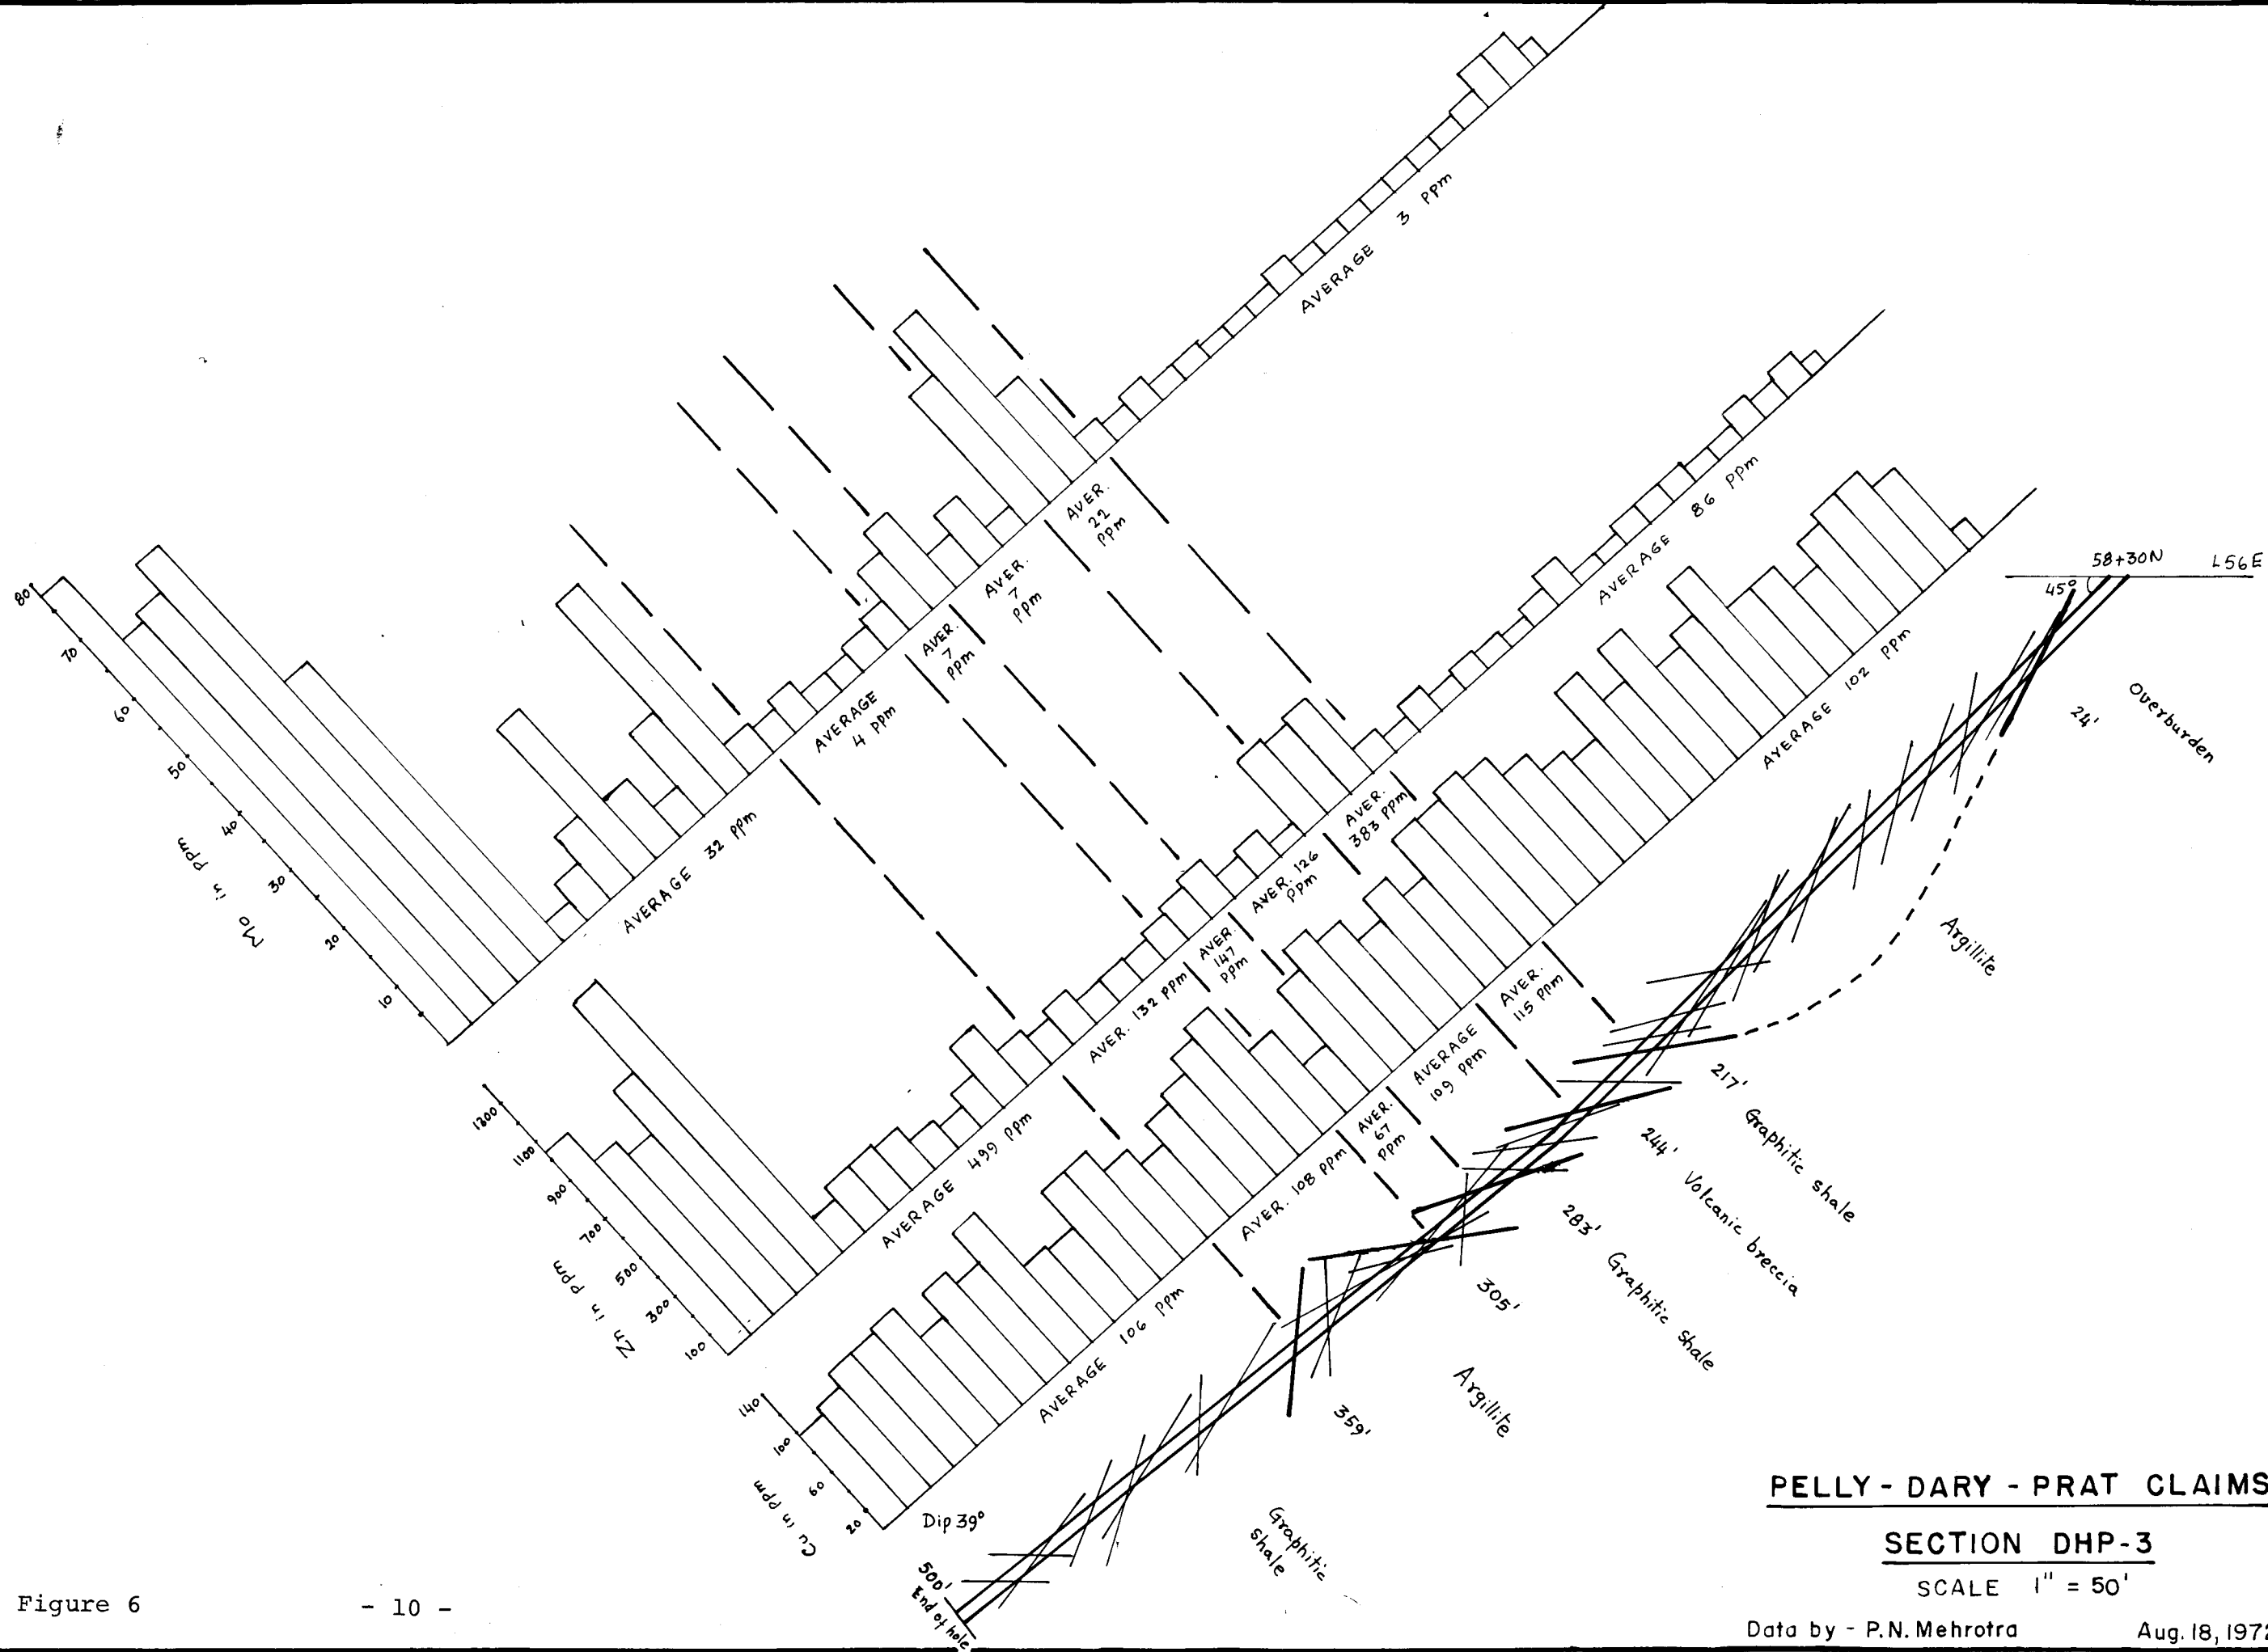 AVERAGE 3 PPM
AVER.
22
PPM
AVER.
7
PPM
AVER.
7
PPM
AVERAGE
4 PPM
AVERAGE 32 PPM
80
70
60
50
40
30
20
10
Mo in ppm
AVERAGE 86 PPM
AVER.
383 PPM
AVER. 126
PPM
AVER.
147
PPM
AVER. 132 PPM
AVERAGE 499 PPM
1300
1100
900
700
500
300
100
Zn in ppm
AVERAGE 102 PPM
AVER.
115 PPM
AVERAGE
109 PPM
AVER.
67
PPM
AVER. 108 PPM
AVERAGE 106 PPM
140
100
60
20
Cu in PPM
58+30N L56E
45°
Overburden
24'
Argillite
217' Graphitic shale
244' Volcanic breccia
283' Graphitic shale
305'
Argillite
359'
Graphitic
shale
Dip 39°
500'
End of hole
PELLY - DARY - PRAT CLAIMS
SECTION DHP-3
SCALE 1" = 50'
Data by - P.N. Mehrotra Aug. 18, 197
Figure 6 - 10 -